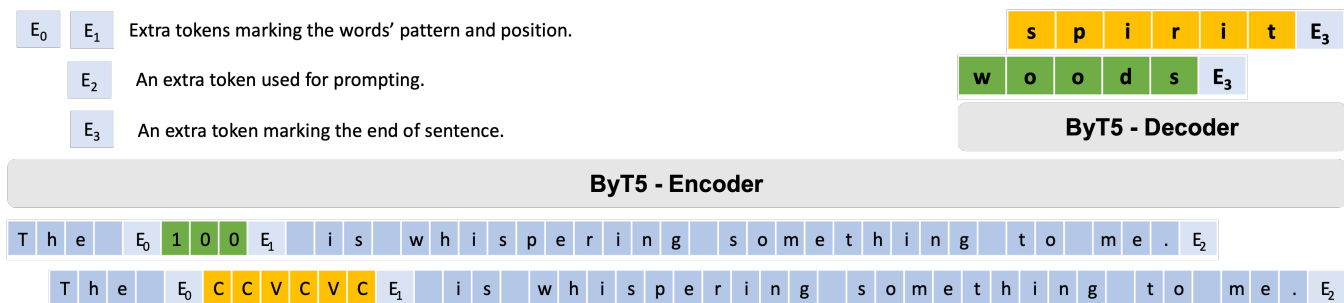 E0 E1 Extra tokens marking the words’ pattern and position.
s p i r i t E3
E2 An extra token used for prompting.
w o o d s E3
E3 An extra token marking the end of sentence.
ByT5 - Decoder
ByT5 - Encoder
T h e E0 1 0 0 E1 i s w h i s p e r i n g s o m e t h i n g t o m e . E2
T h e E0 C C V C V C E1 i s w h i s p e r i n g s o m e t h i n g t o m e . E2